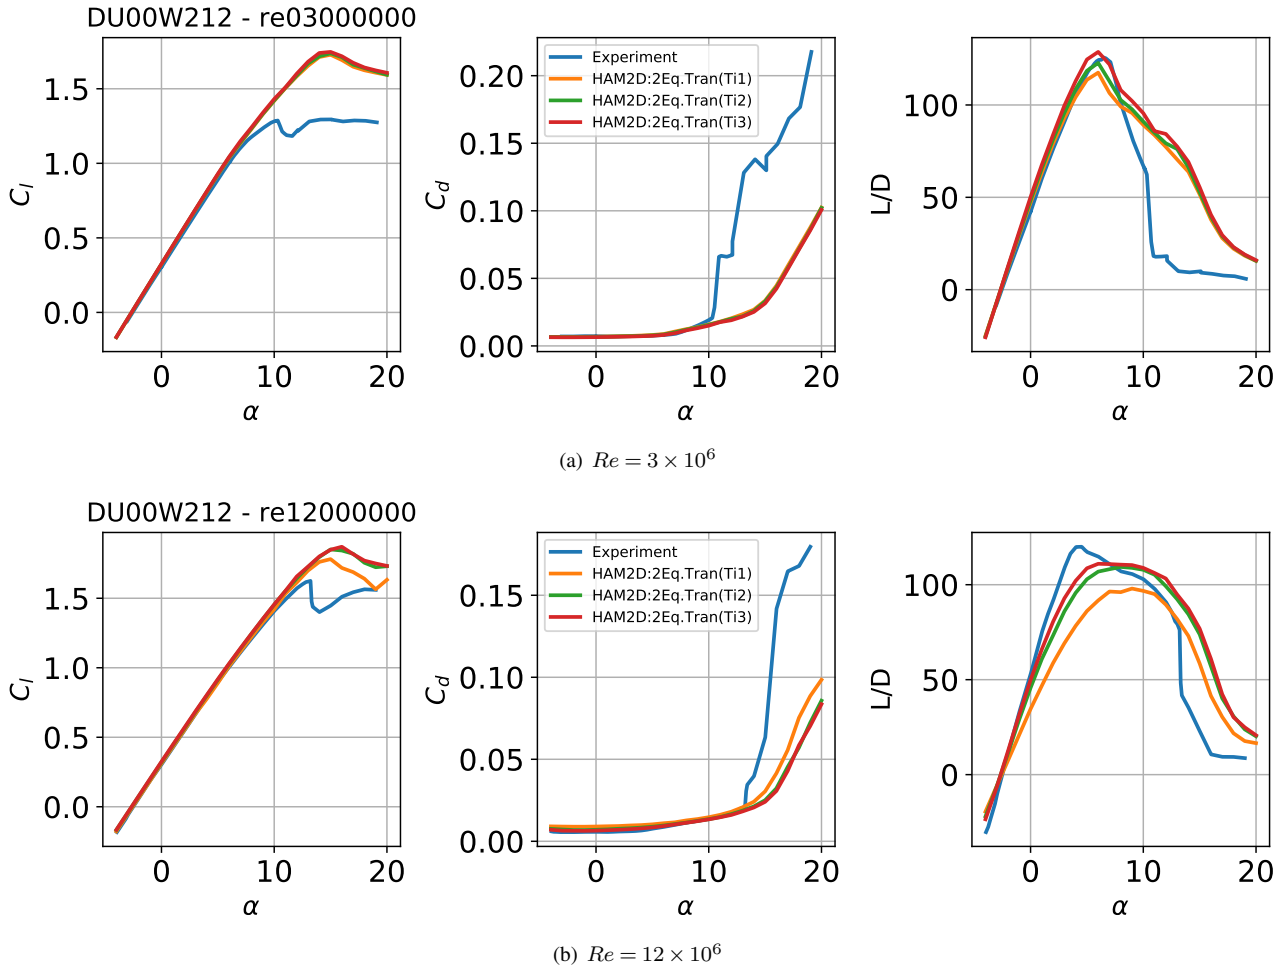 DU00W212 - re03000000
1.5
1.0
0.5
0.0
C_l
0 10 20
α
0.20
0.15
0.10
0.05
0.00
C_d
Experiment
HAM2D:2Eq.Tran(Ti1)
HAM2D:2Eq.Tran(Ti2)
HAM2D:2Eq.Tran(Ti3)
0 10 20
α
100
50
0
L/D
0 10 20
α
(a) Re = 3 × 10⁶
DU00W212 - re12000000
1.5
1.0
0.5
0.0
C_l
0 10 20
α
0.15
0.10
0.05
0.00
C_d
Experiment
HAM2D:2Eq.Tran(Ti1)
HAM2D:2Eq.Tran(Ti2)
HAM2D:2Eq.Tran(Ti3)
0 10 20
α
100
50
0
L/D
0 10 20
α
(b) Re = 12 × 10⁶